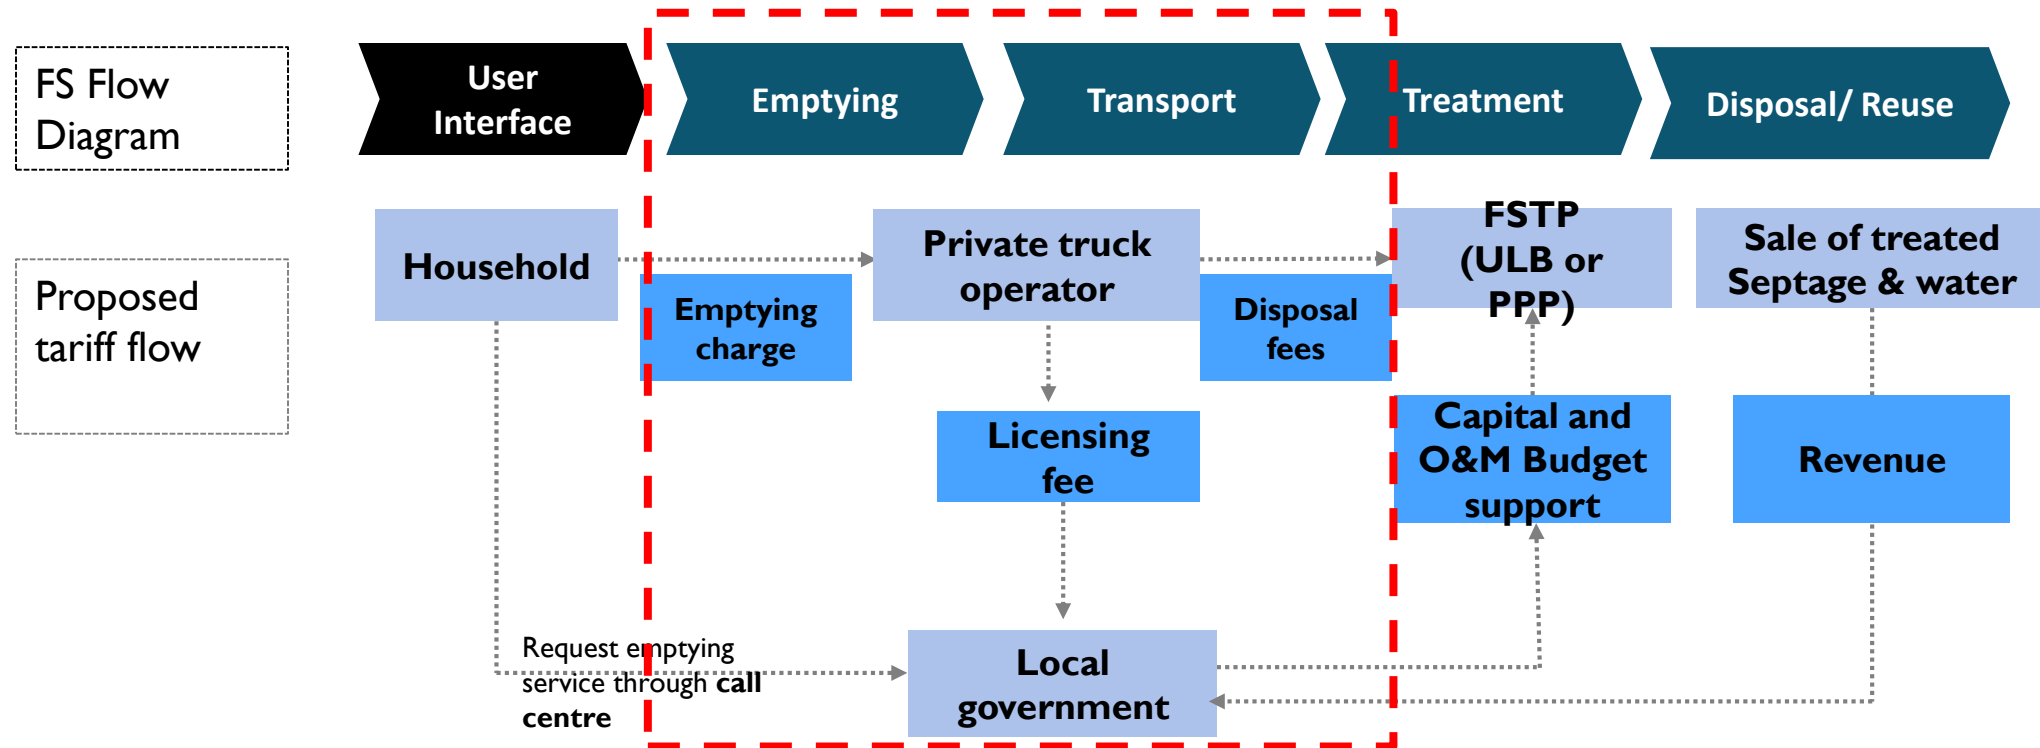 FS Flow
Diagram
User
Interface
Emptying
Transport
Treatment
Disposal/ Reuse
Proposed
tariff flow
Household
Emptying
charge
Private truck
operator
Disposal
fees
FSTP
(ULB or
PPP)
Sale of treated
Septage & water
Licensing
fee
Capital and
O&M Budget
support
Revenue
Request emptying
service through call
centre
Local
government